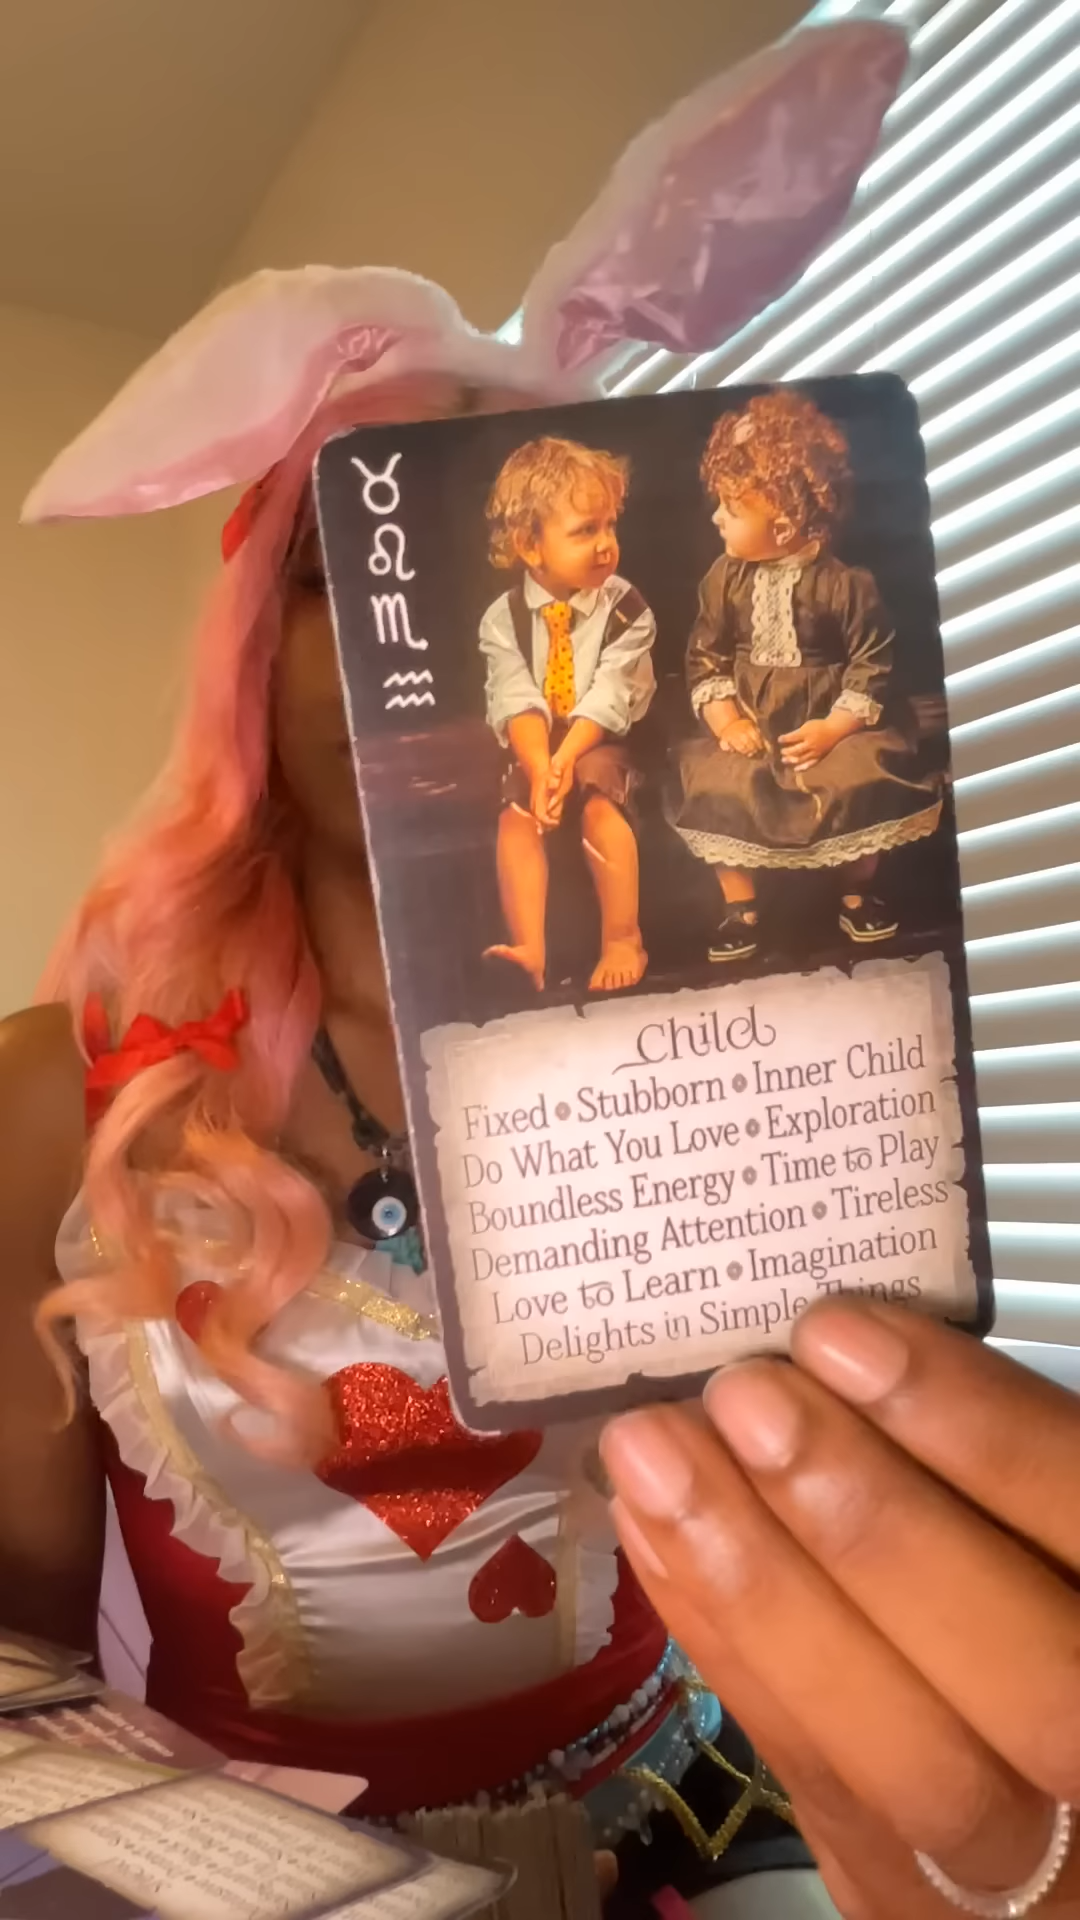 ♉
♌
♏
♒
Child
Fixed • Stubborn • Inner Child
Do What You Love • Exploration
Boundless Energy • Time to Play
Demanding Attention • Tireless
Love to Learn • Imagination
Delights in Simple Things